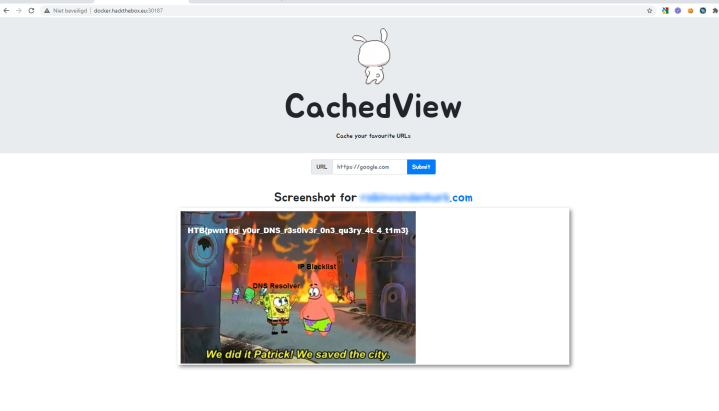 Niet beveiligd | docker.hackthebox.eu:30187
CachedView
Cache your favourite URLs
URL https://google.com Submit
Screenshot for .com
HTB{pwn1ng_y0ur_DNS_r3s0lv3r_0n3_qu3ry_4t_4_t1m3}
IP Blacklist
DNS Resolver
We did it Patrick! We saved the city.